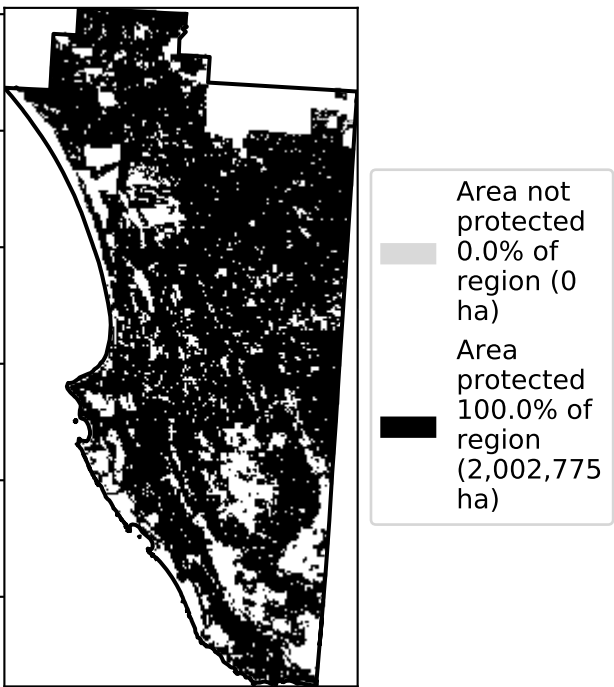 Area not
protected
0.0% of
region (0
ha)
Area
protected
100.0% of
region
(2,002,775
ha)